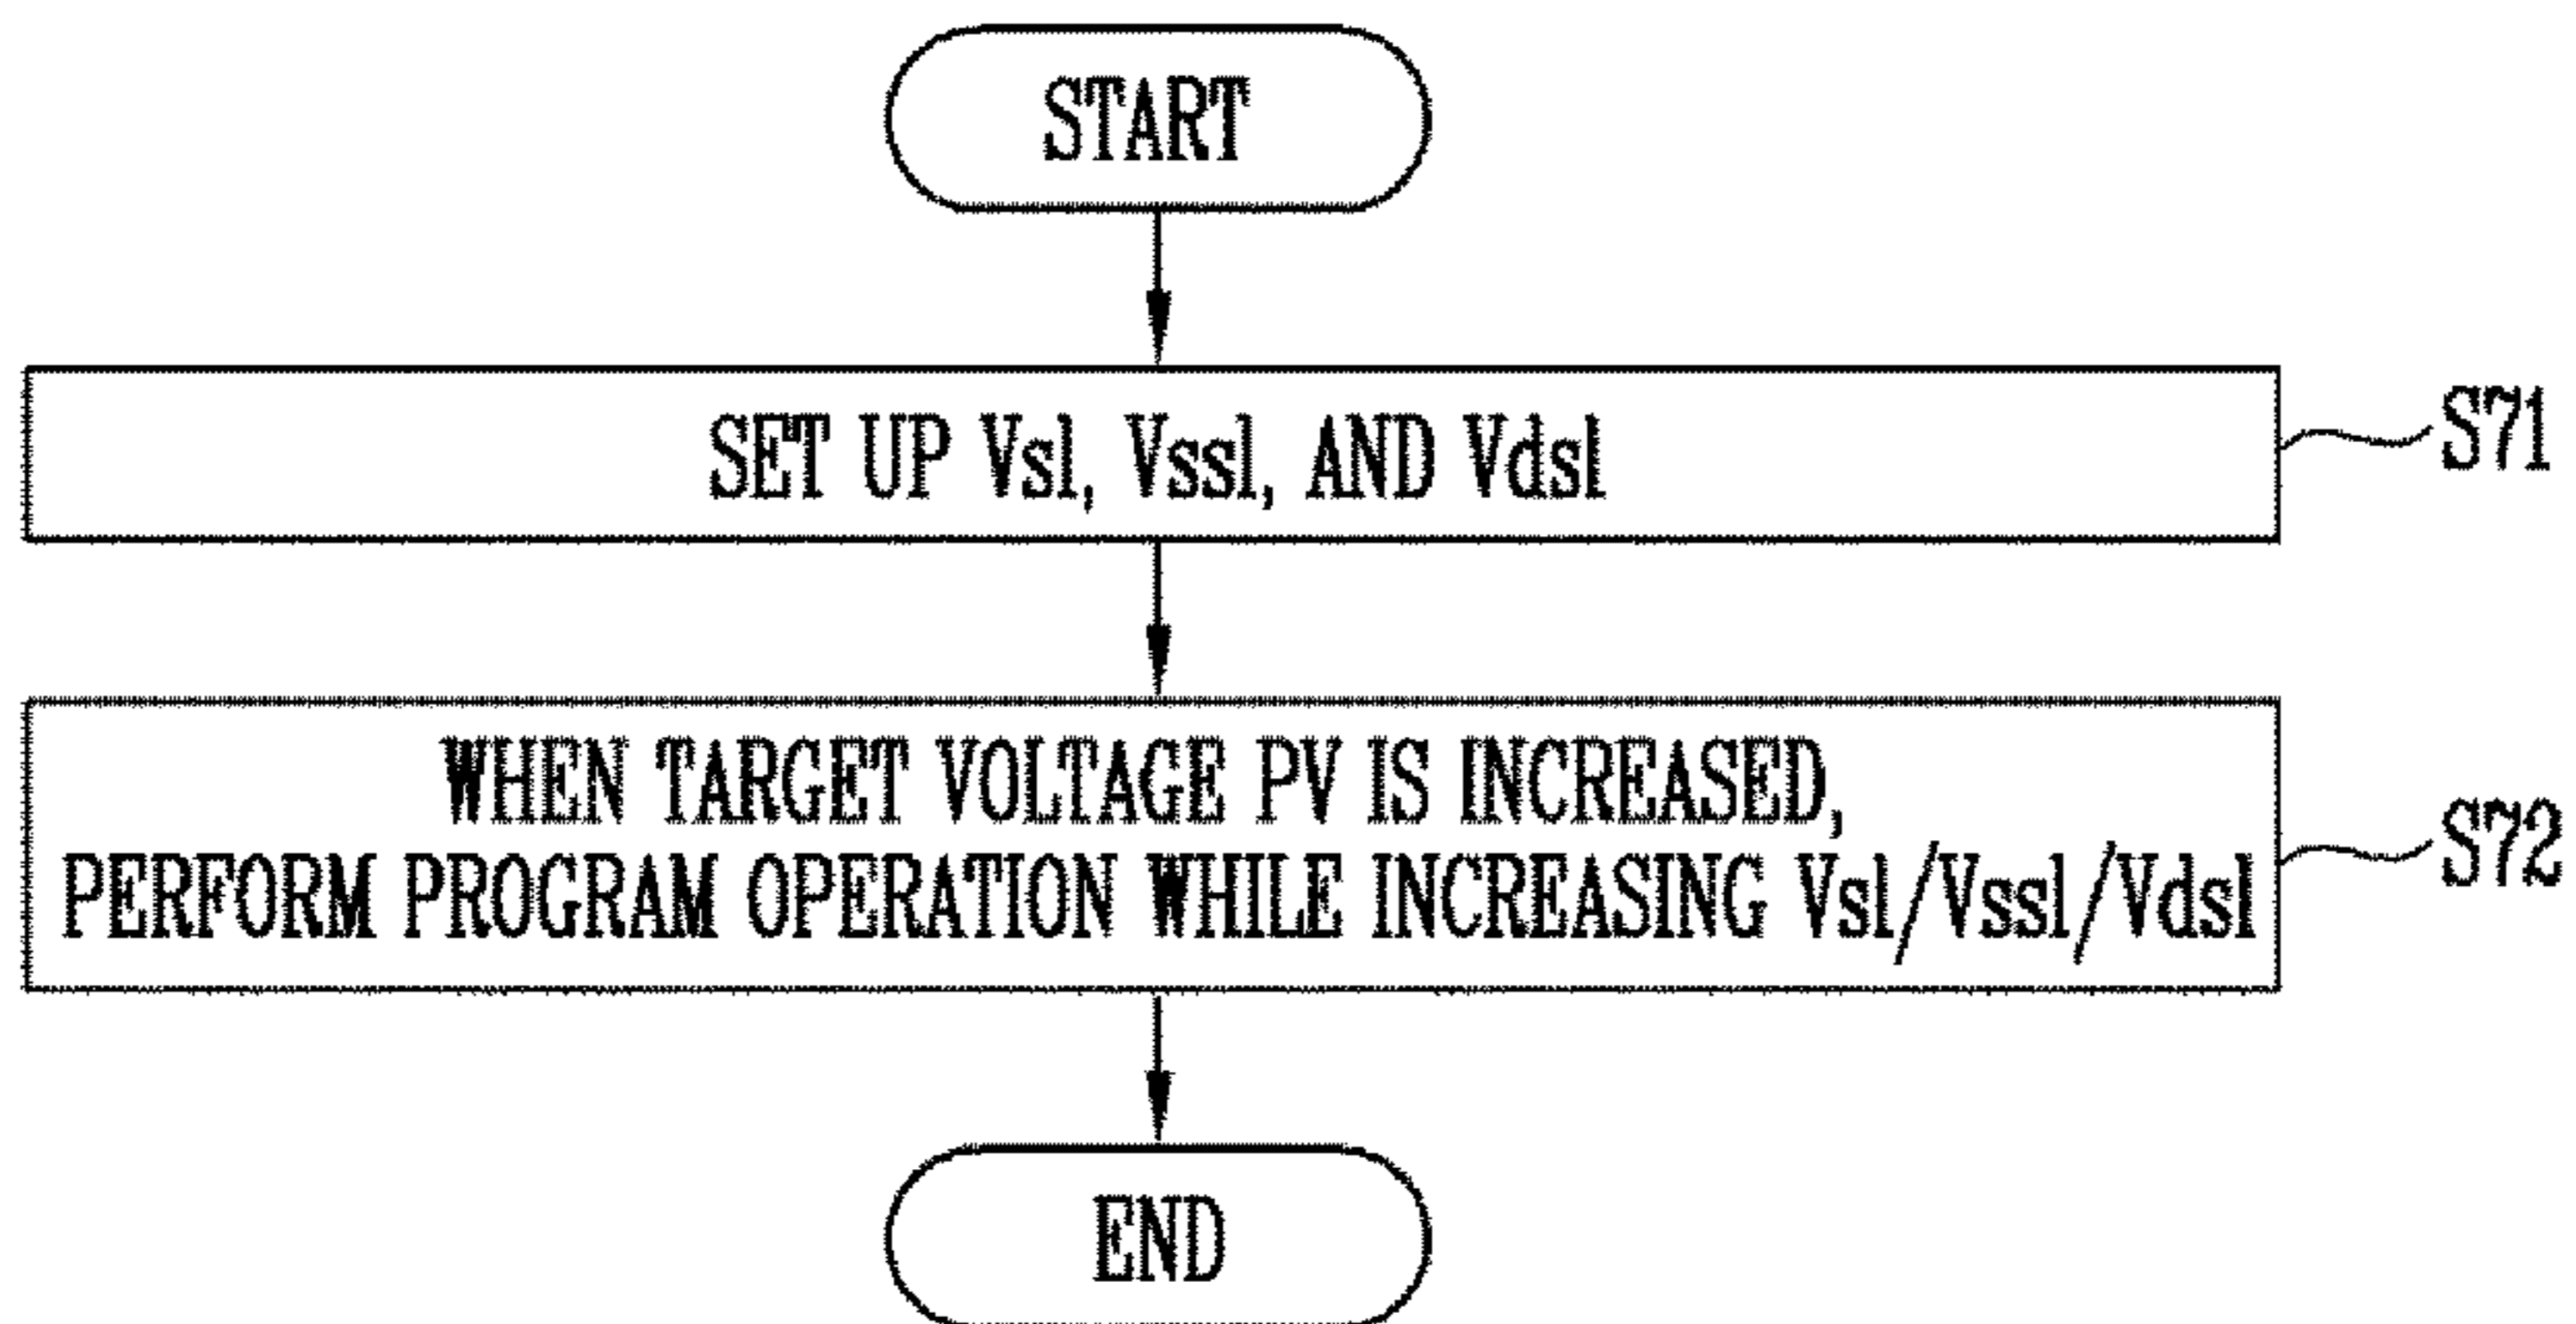 START
SET UP Vsl, Vssl, AND Vdsl
S71
WHEN TARGET VOLTAGE PV IS INCREASED,
PERFORM PROGRAM OPERATION WHILE INCREASING Vsl/Vssl/Vdsl
S72
END